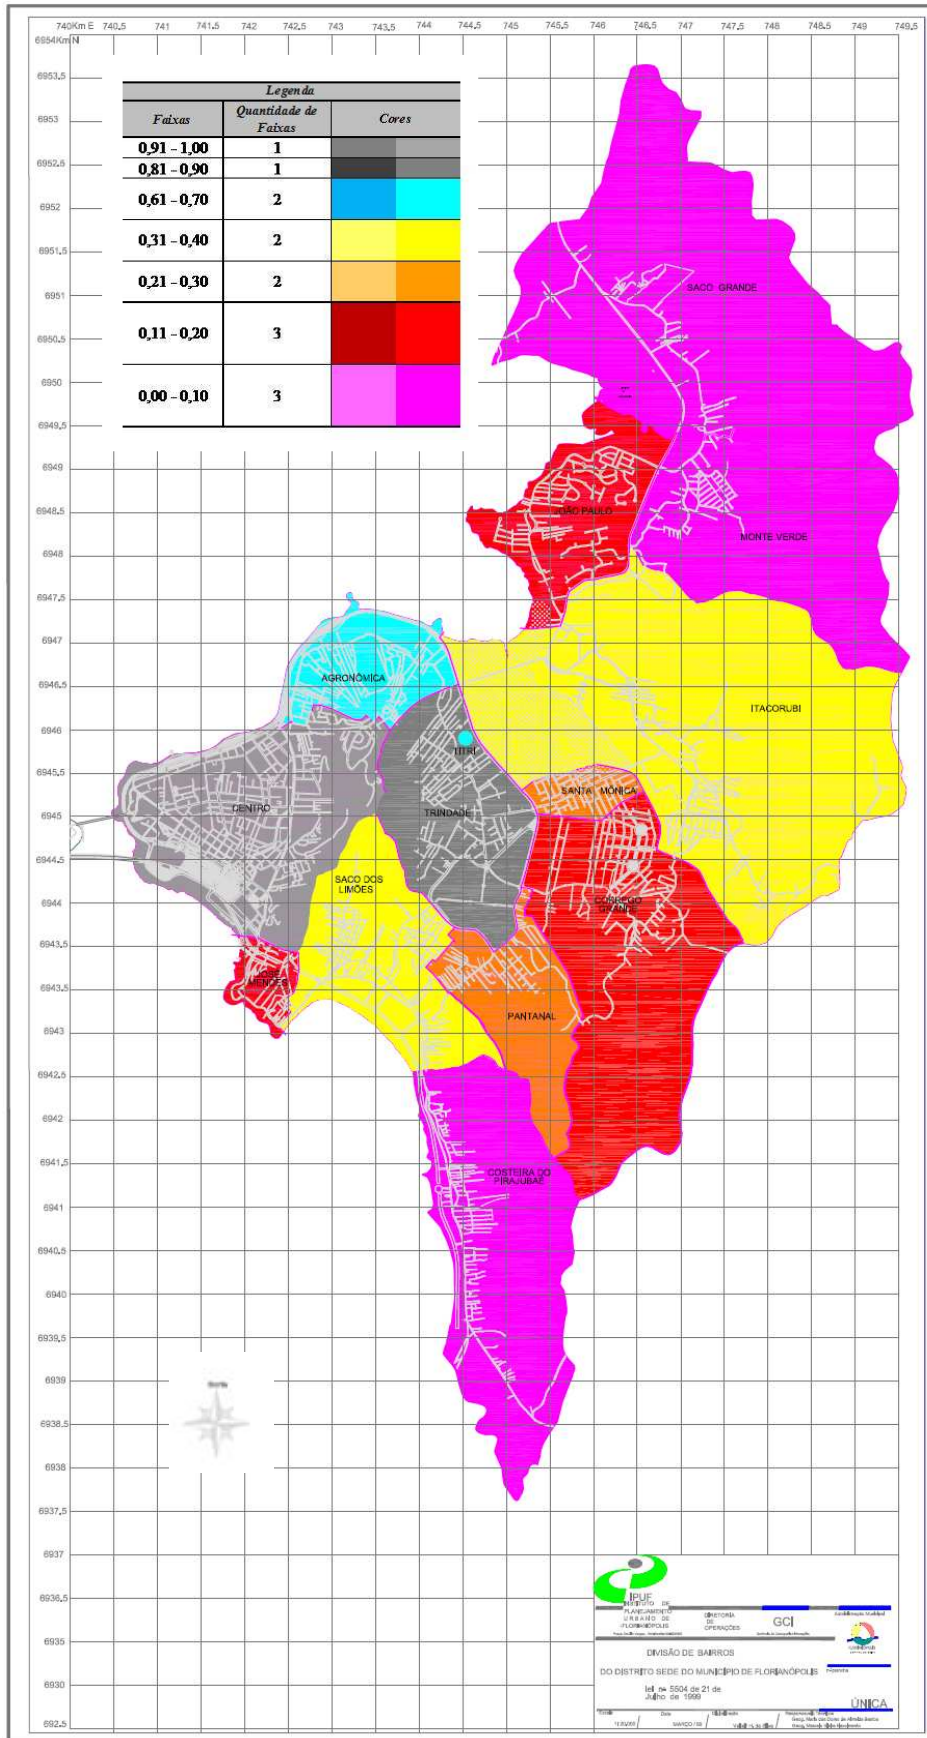 740Km E 740,5 741 741,5 742 742,5 743 743,5 744 744,5 745 745,5 746 746,5 747 747,5 748 748,5 749 749,5
6954Km N
6953,5
6953
6952,5
6952
6951,5
6951
6950,5
6950
6949,5
6949
6948,5
6948
6947,5
6947
6946,5
6946
6945,5
6945
6944,5
6944
6943,5
6943,5
6943
6942,5
6942
6941,5
6941
6940,5
6940
6939,5
6939
6938,5
6938
6937,5
6937
6936,5
6935
6930
692.5
Legenda
Faixas Quantidade de Faixas Cores
0,91 - 1,00 1
0,81 - 0,90 1
0,61 - 0,70 2
0,31 - 0,40 2
0,21 - 0,30 2
0,11 - 0,20 3
0,00 - 0,10 3
SACO GRANDE
JOÃO PAULO
MONTE VERDE
AGRONÔMICA
ITACORUBI
TITRI
SANTA MÔNICA
CENTRO
TRINDADE
SACO DOS
LIMÕES
CÓRREGO
GRANDE
JOSÉ
MENDES
PANTANAL
COSTEIRA DO
PIRAJUBAÉ
Norte
IPUF
INSTITUTO DE
PLANEJAMENTO
URBANO DE
FLORIANÓPOLIS
DIRETORIA
DE
OPERAÇÕES
GCI
DIVISÃO DE BAIRROS
DO DISTRITO SEDE DO MUNICÍPIO DE FLORIANÓPOLIS
lei nº 5504 de 21 de
Julho de 1999
ÚNICA
Data
MARÇO / 99